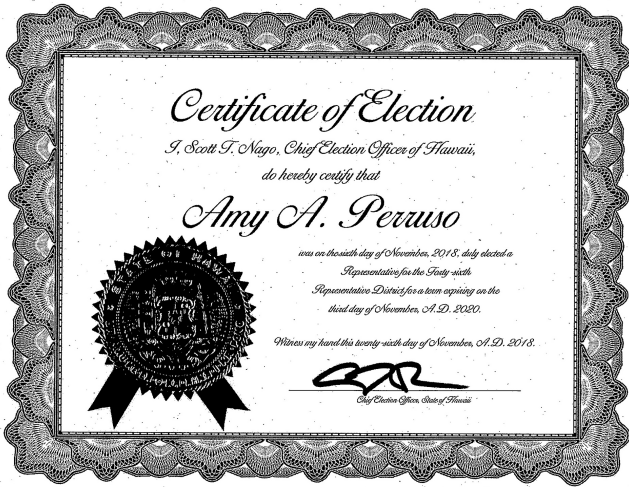 Certificate of Election
I, Scott T. Nago, Chief Election Officer of Hawaii,
do hereby certify that
Amy A. Perruso
was on the sixth day of November, 2018, duly elected a
Representative for the Forty-sixth
Representative District for a term expiring on the
third day of November, A.D. 2020.
Witness my hand this twenty-sixth day of November, A.D. 2018.
Chief Election Officer, State of Hawaii
STATE OF